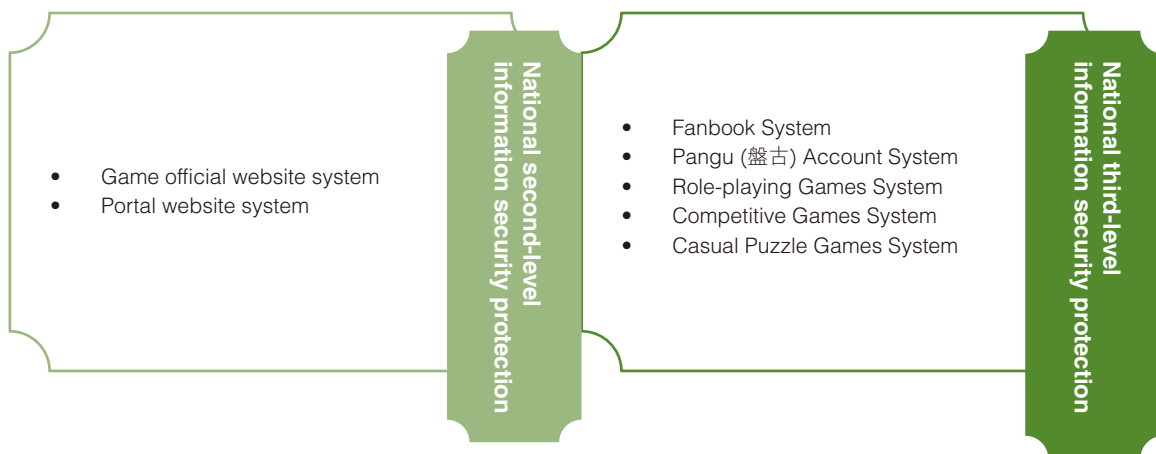 • Game official website system
• Portal website system
National second-level
information security protection
• Fanbook System
• Pangu (盤古) Account System
• Role-playing Games System
• Competitive Games System
• Casual Puzzle Games System
National third-level
information security protection